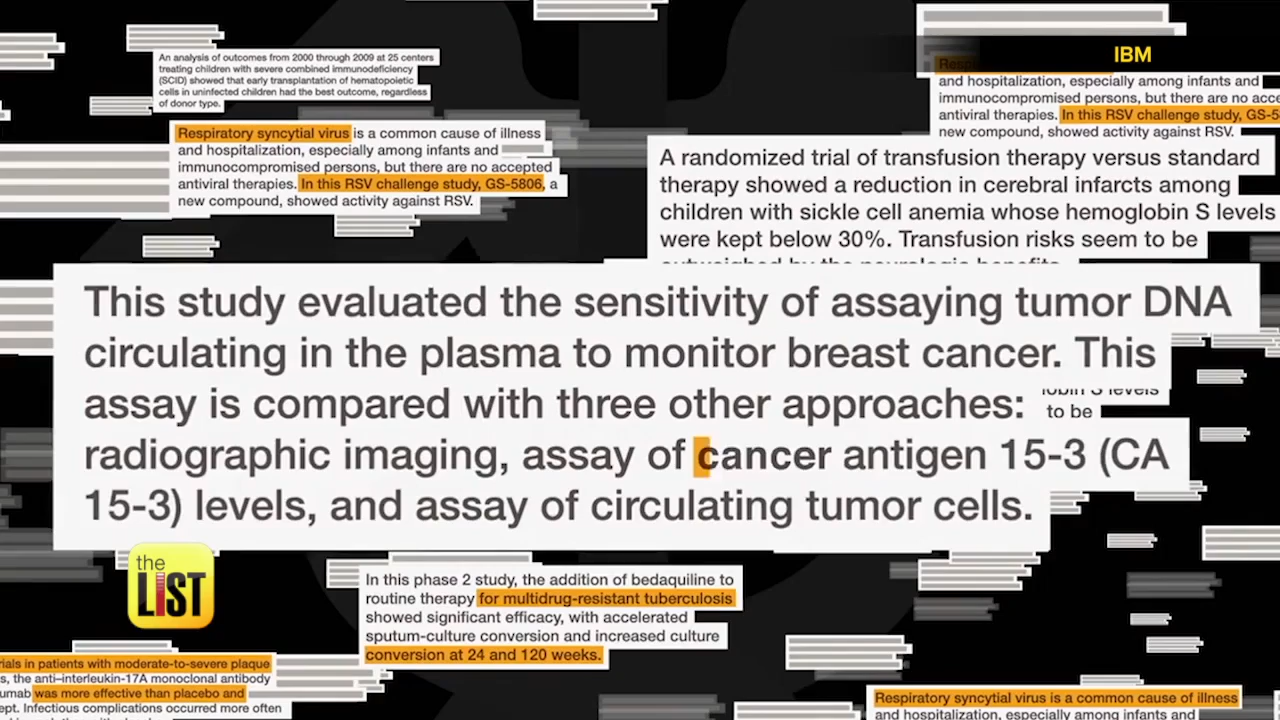 An analysis of outcomes from 2000 through 2009 at 25 centers
treating children with severe combined immunodeficiency
(SCID) showed that early transplantation of hematopoietic
cells in uninfected children had the best outcome, regardless
of donor type.
IBM
and hospitalization, especially among infants and
immunocompromised persons, but there are no
antiviral therapies. In this RSV challenge study,
new compound, showed activity against RSV.
Respiratory syncytial virus is a common cause of illness
and hospitalization, especially among infants and
immunocompromised persons, but there are no accepted
antiviral therapies. In this RSV challenge study, GS-5806, a
new compound, showed activity against RSV.
A randomized trial of transfusion therapy versus standard
therapy showed a reduction in cerebral infarcts among
children with sickle cell anemia whose hemoglobin S levels
were kept below 30%. Transfusion risks seem to be
This study evaluated the sensitivity of assaying tumor DNA
circulating in the plasma to monitor breast cancer. This
assay is compared with three other approaches:
radiographic imaging, assay of cancer antigen 15-3 (CA
15-3) levels, and assay of circulating tumor cells.
levels
to be
the
LIST
In this phase 2 study, the addition of bedaquiline to
routine therapy for multidrug-resistant tuberculosis
showed significant efficacy, with accelerated
sputum-culture conversion and increased culture
conversion at 24 and 120 weeks.
in patients with moderate-to-severe plaque
the anti–interleukin-17A monoclonal antibody
was more effective than placebo and
Infectious complications occurred more often
Respiratory syncytial virus is a common cause of illness
and hospitalization, especially among infants and